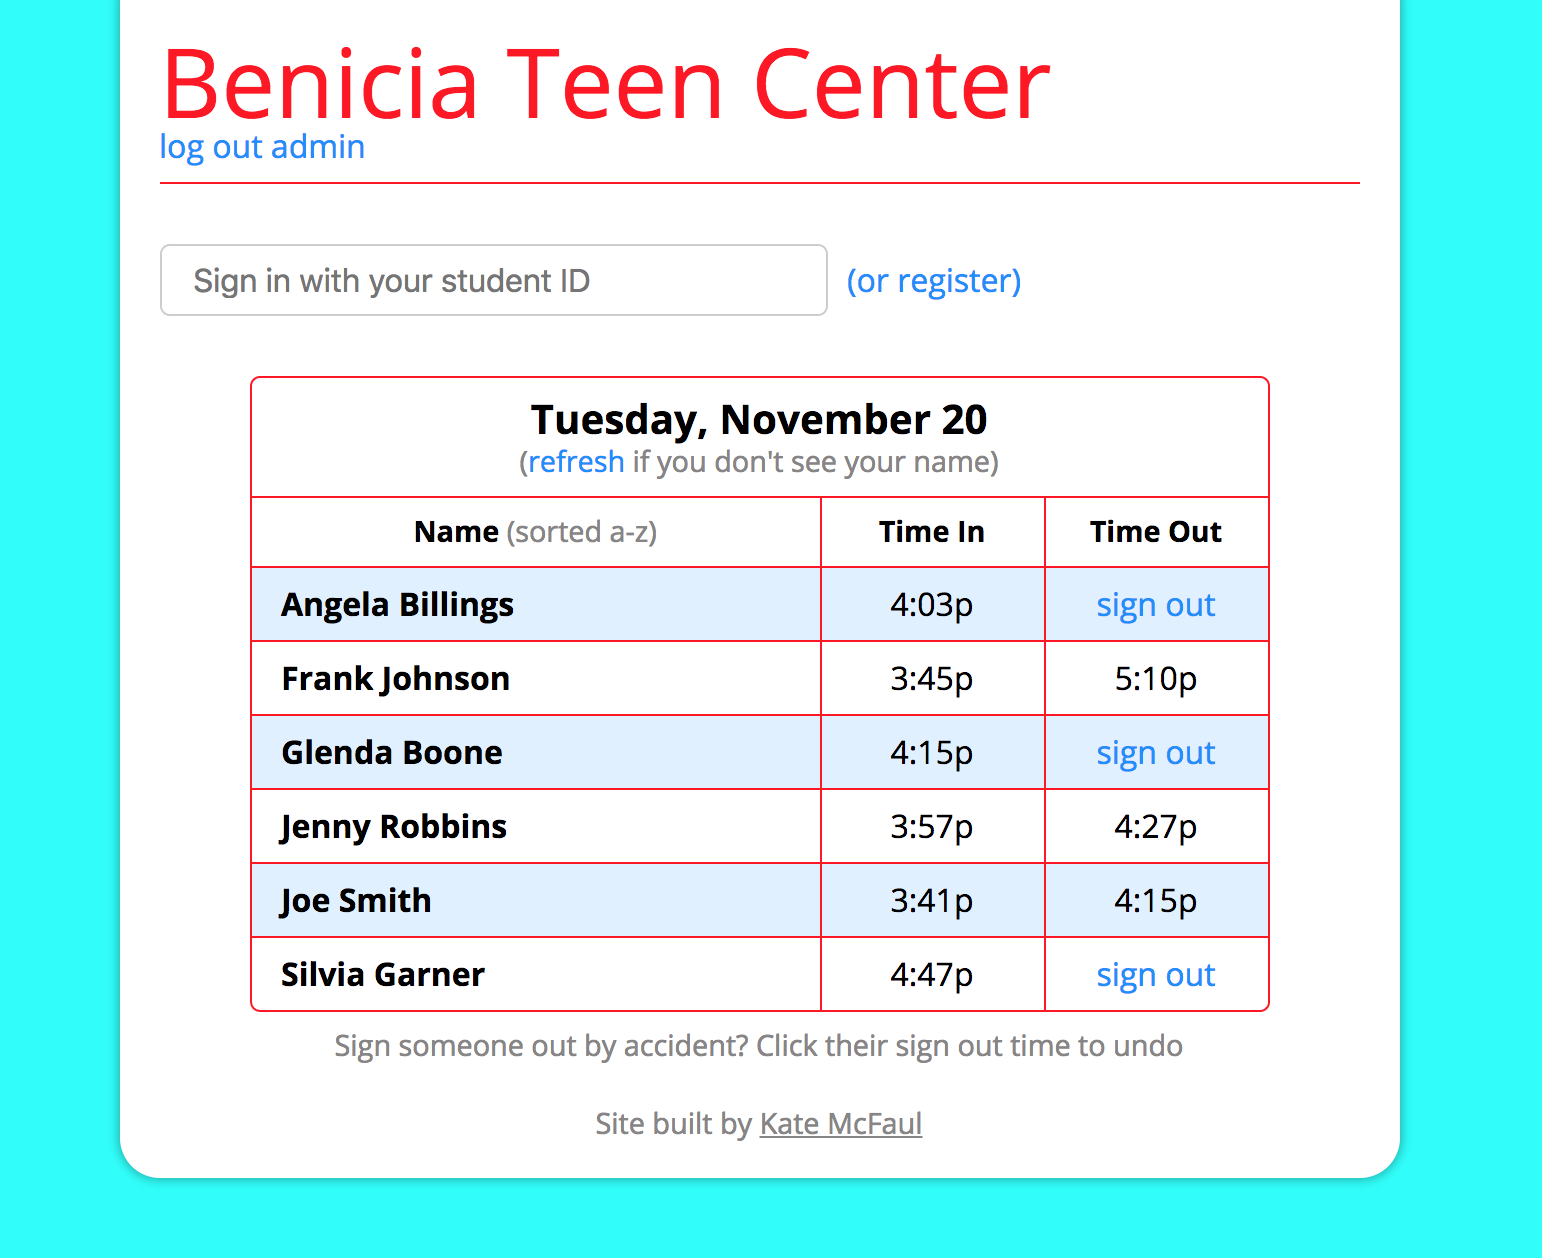 Benicia Teen Center
log out admin
Sign in with your student ID (or register)
Tuesday, November 20
(refresh if you don't see your name)
Name (sorted a-z) Time In Time Out
Angela Billings 4:03p sign out
Frank Johnson 3:45p 5:10p
Glenda Boone 4:15p sign out
Jenny Robbins 3:57p 4:27p
Joe Smith 3:41p 4:15p
Silvia Garner 4:47p sign out
Sign someone out by accident? Click their sign out time to undo
Site built by Kate McFaul